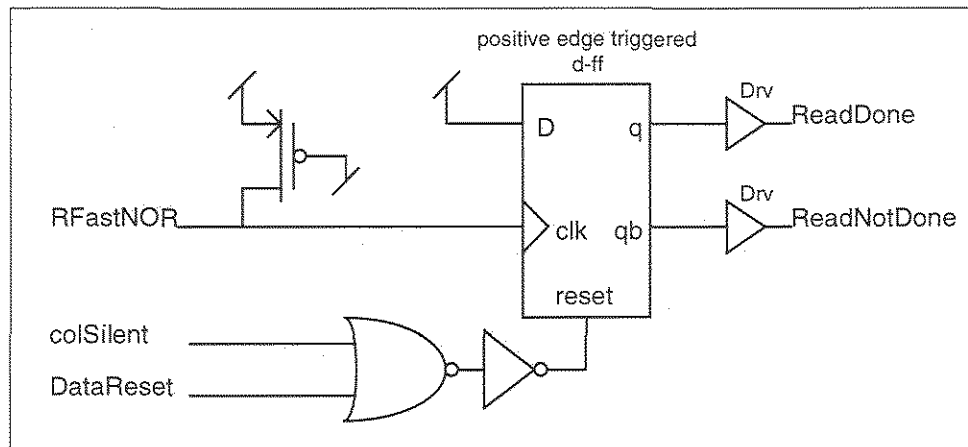 positive edge triggered
d-ff
Drv
D
q
ReadDone
Drv
RFastNOR
clk
qb
ReadNotDone
reset
colSilent
DataReset